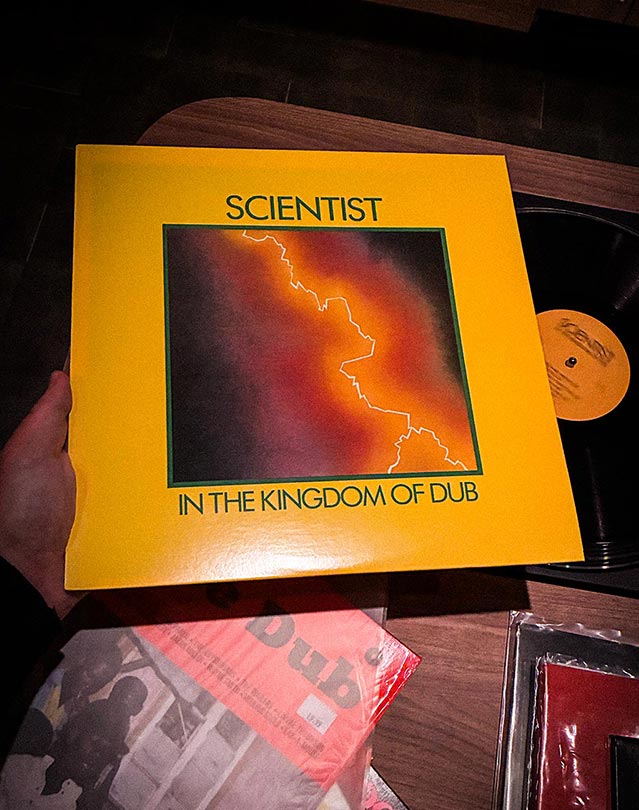 SCIENTIST
IN THE KINGDOM OF DUB
Dub